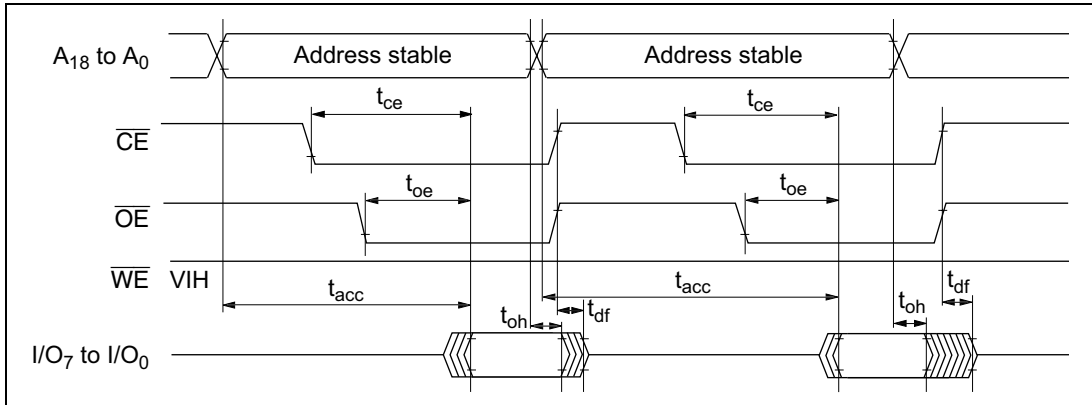 A18 to A0 Address stable Address stable
tce tce
CE
toe toe
OE
WE VIH
tacc tacc
toh tdf toh tdf
I/O7 to I/O0